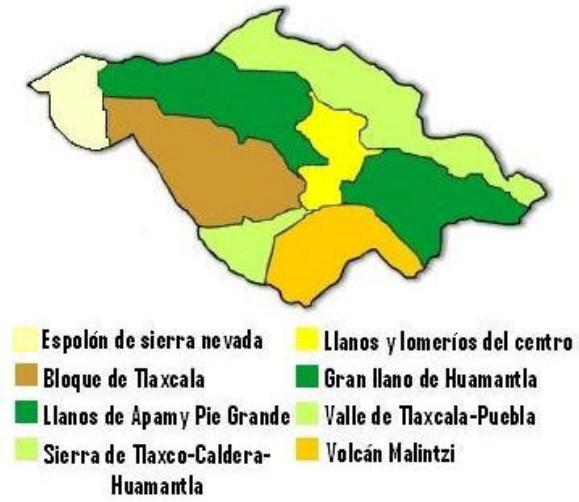 Espolón de sierra nevada
Bloque de Tlaxcala
Llanos de Apam y Pie Grande
Sierra de Tlaxco-Caldera-
Huamantla
Llanos y lomeríos del centro
Gran llano de Huamantla
Valle de Tlaxcala-Puebla
Volcán Malintzi